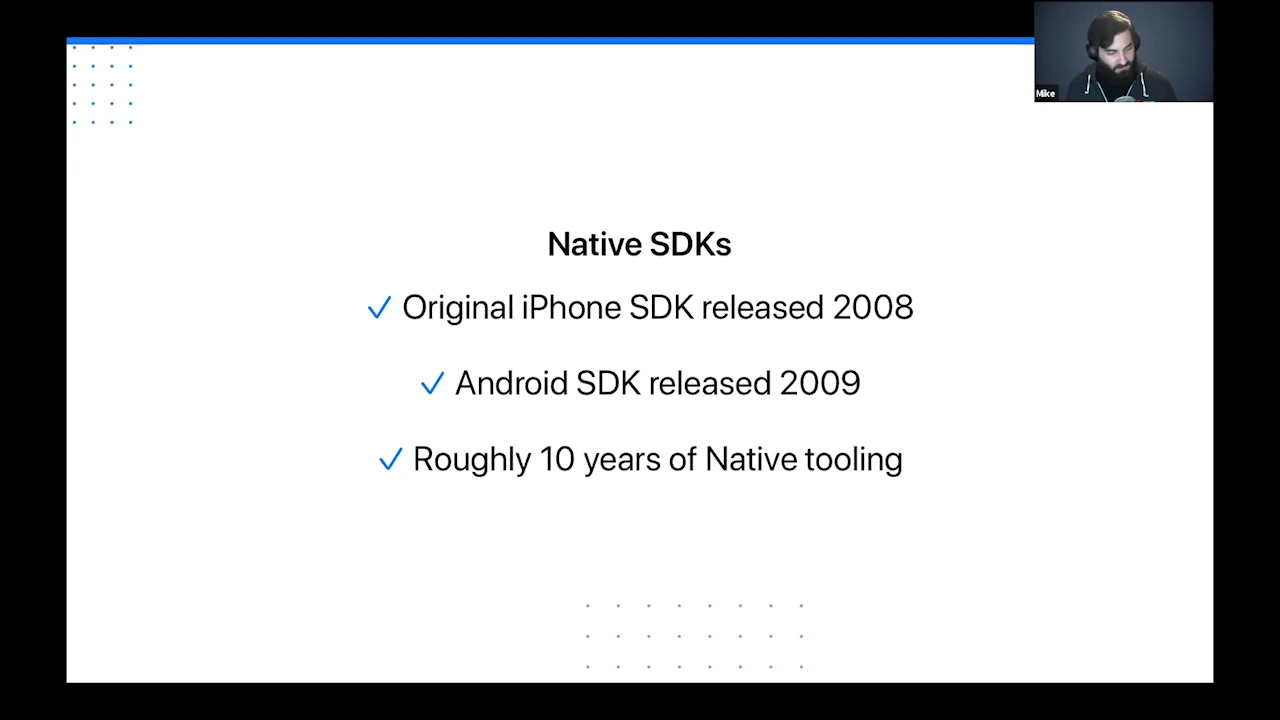 Mike
Native SDKs
Original iPhone SDK released 2008
Android SDK released 2009
Roughly 10 years of Native tooling